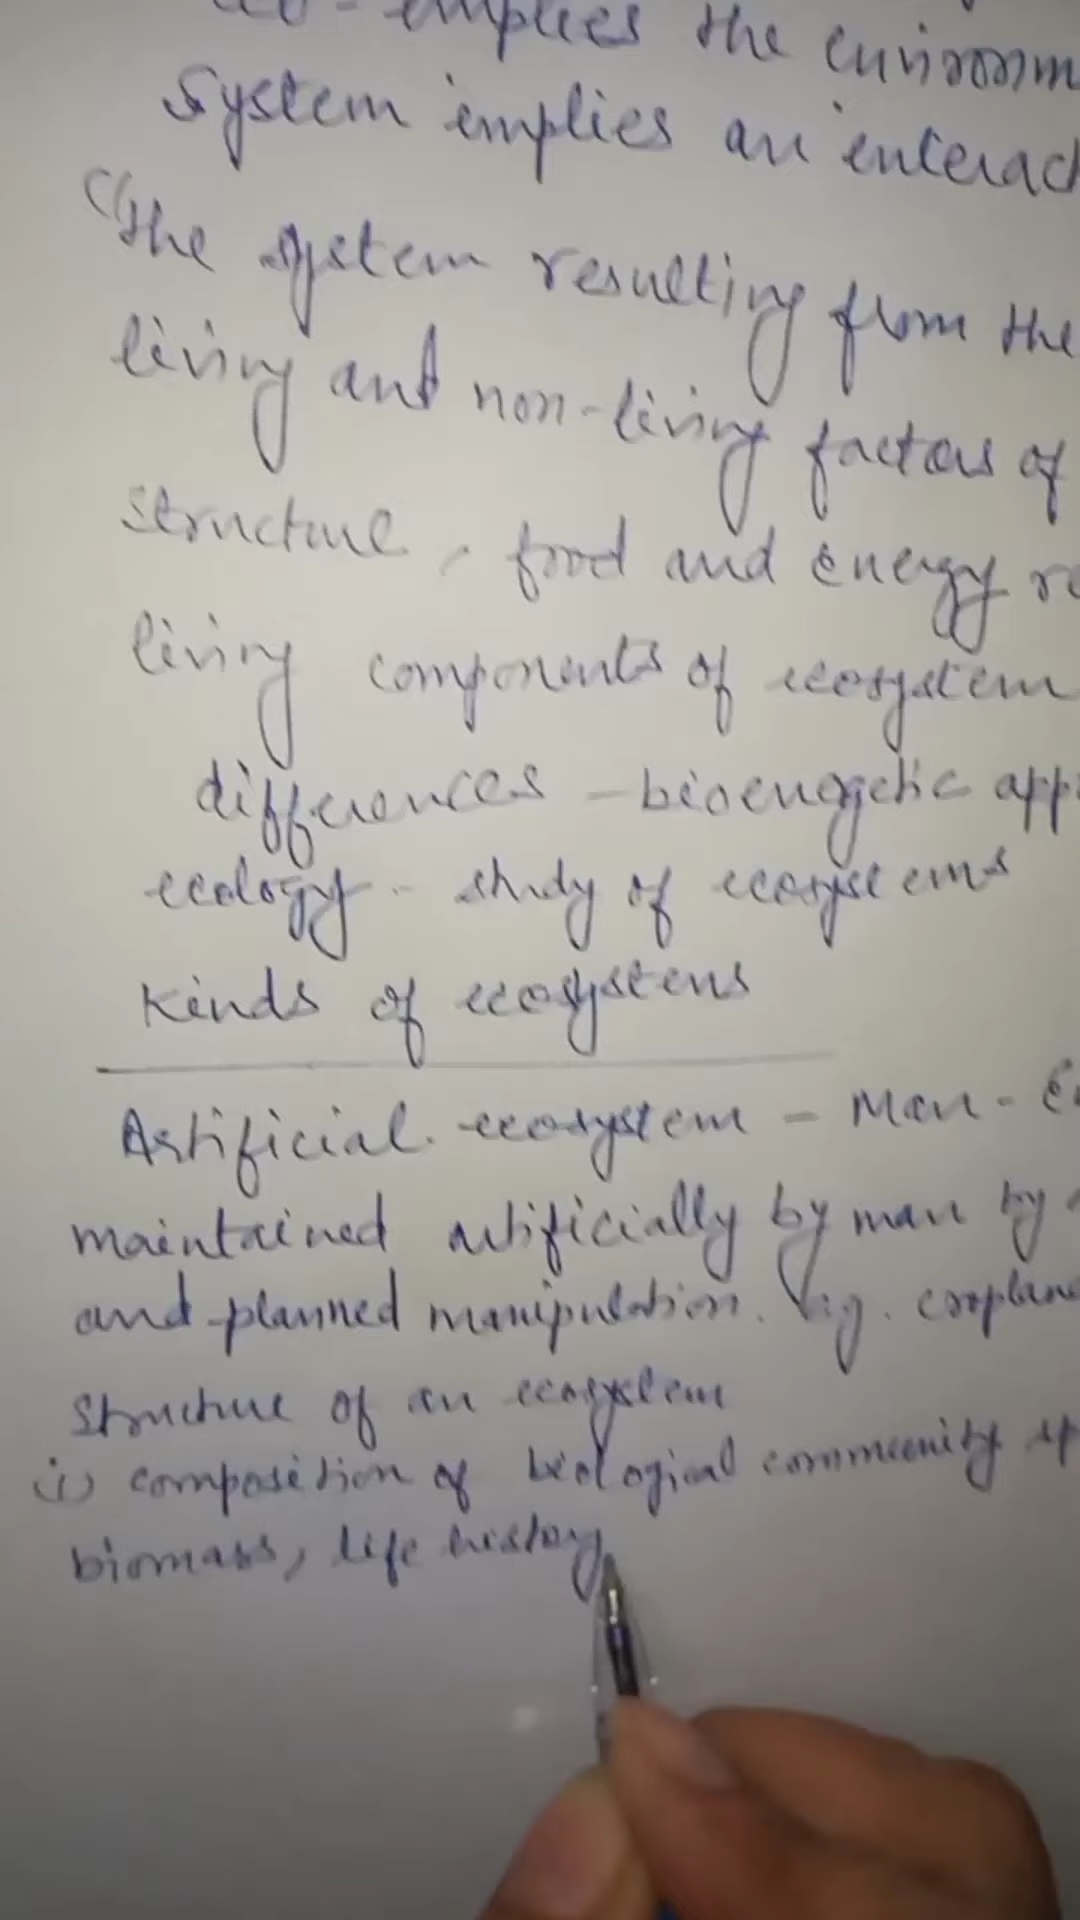 implies the environm
System implies an interac
"The system resulting from the
living and non-living factors of
structure, food and energy re
living components of ecosystem
differences - bioenergetic app
ecology - study of ecosystems
Kinds of ecosystems
Artificial ecosystem - Man - E
maintained artificially by man by
and planned manipulation. e.g. croplan
Structure of an ecosystem
(i) composition of biological community sp
biomass, life history